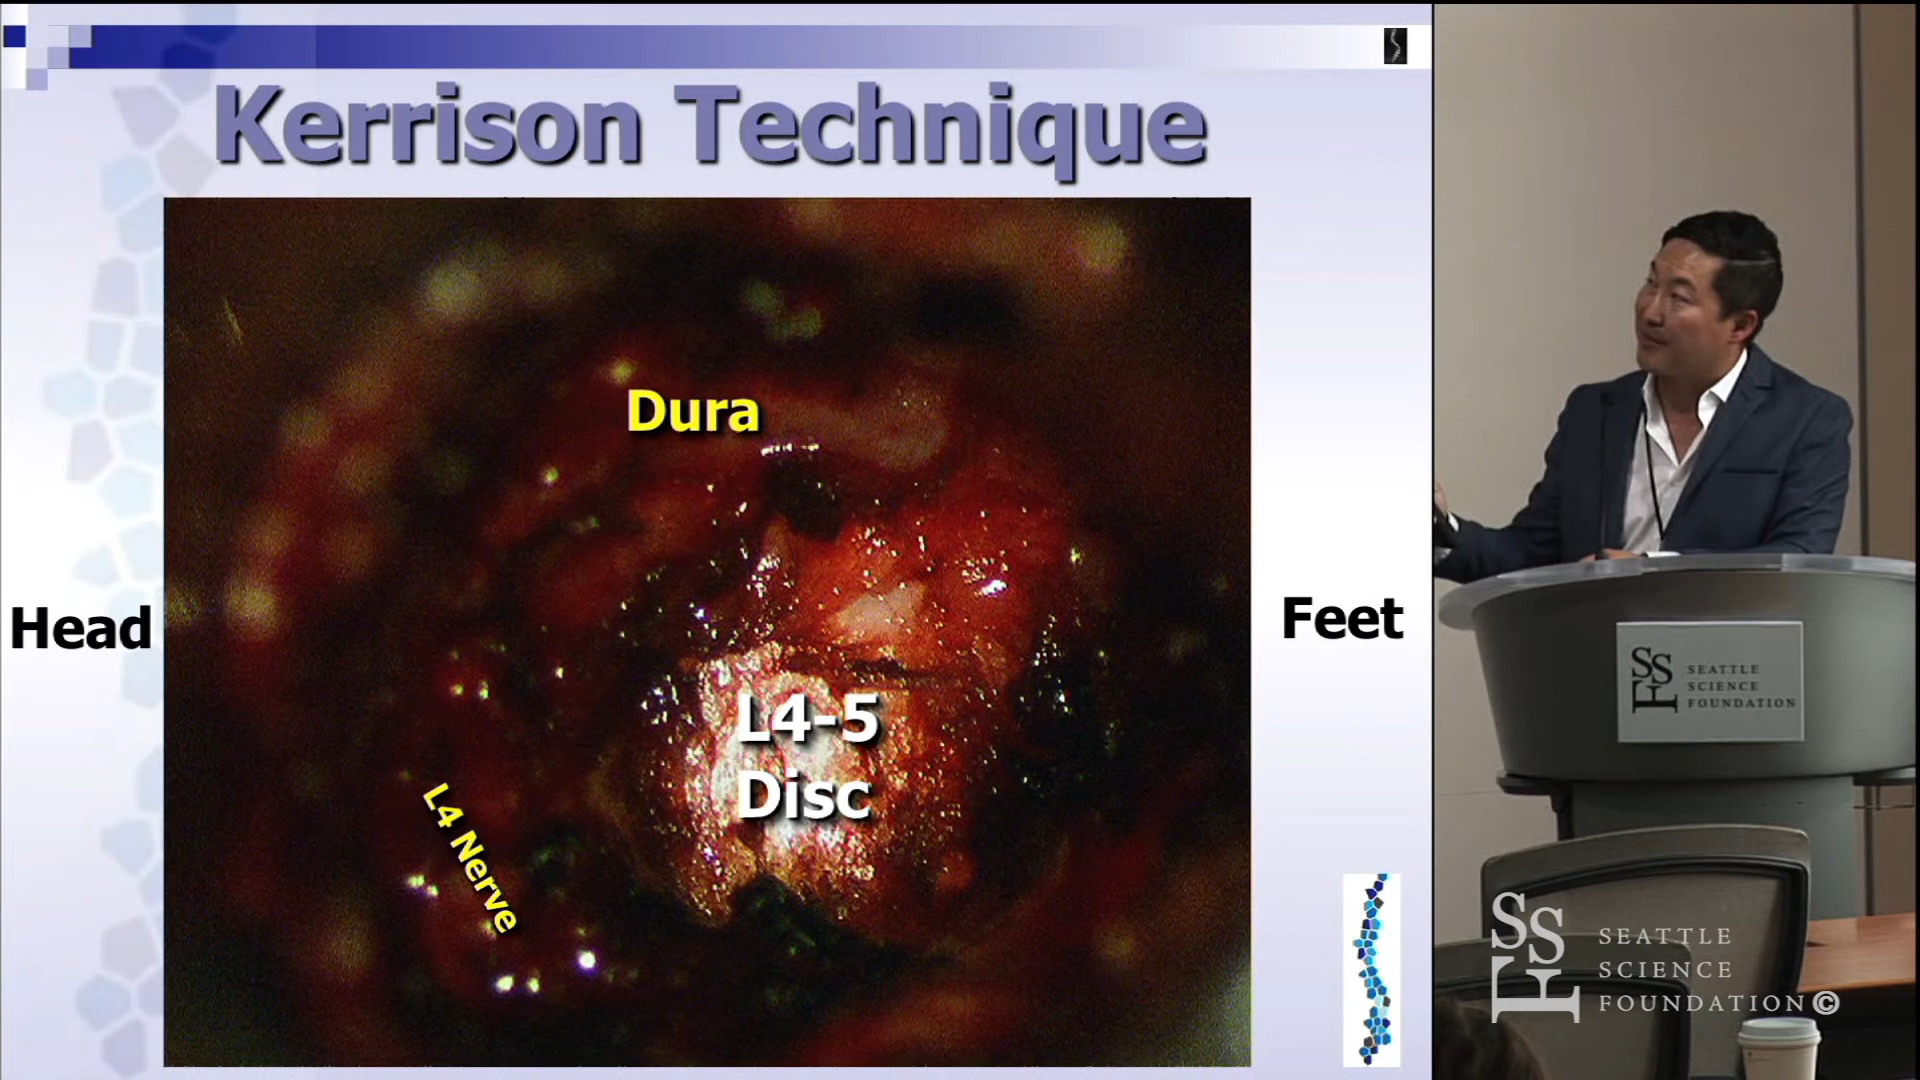 Kerrison Technique
Dura
Head
Feet
L4-5
Disc
L4 Nerve
SSF
SEATTLE
SCIENCE
FOUNDATION
SSF
SEATTLE
SCIENCE
FOUNDATION©